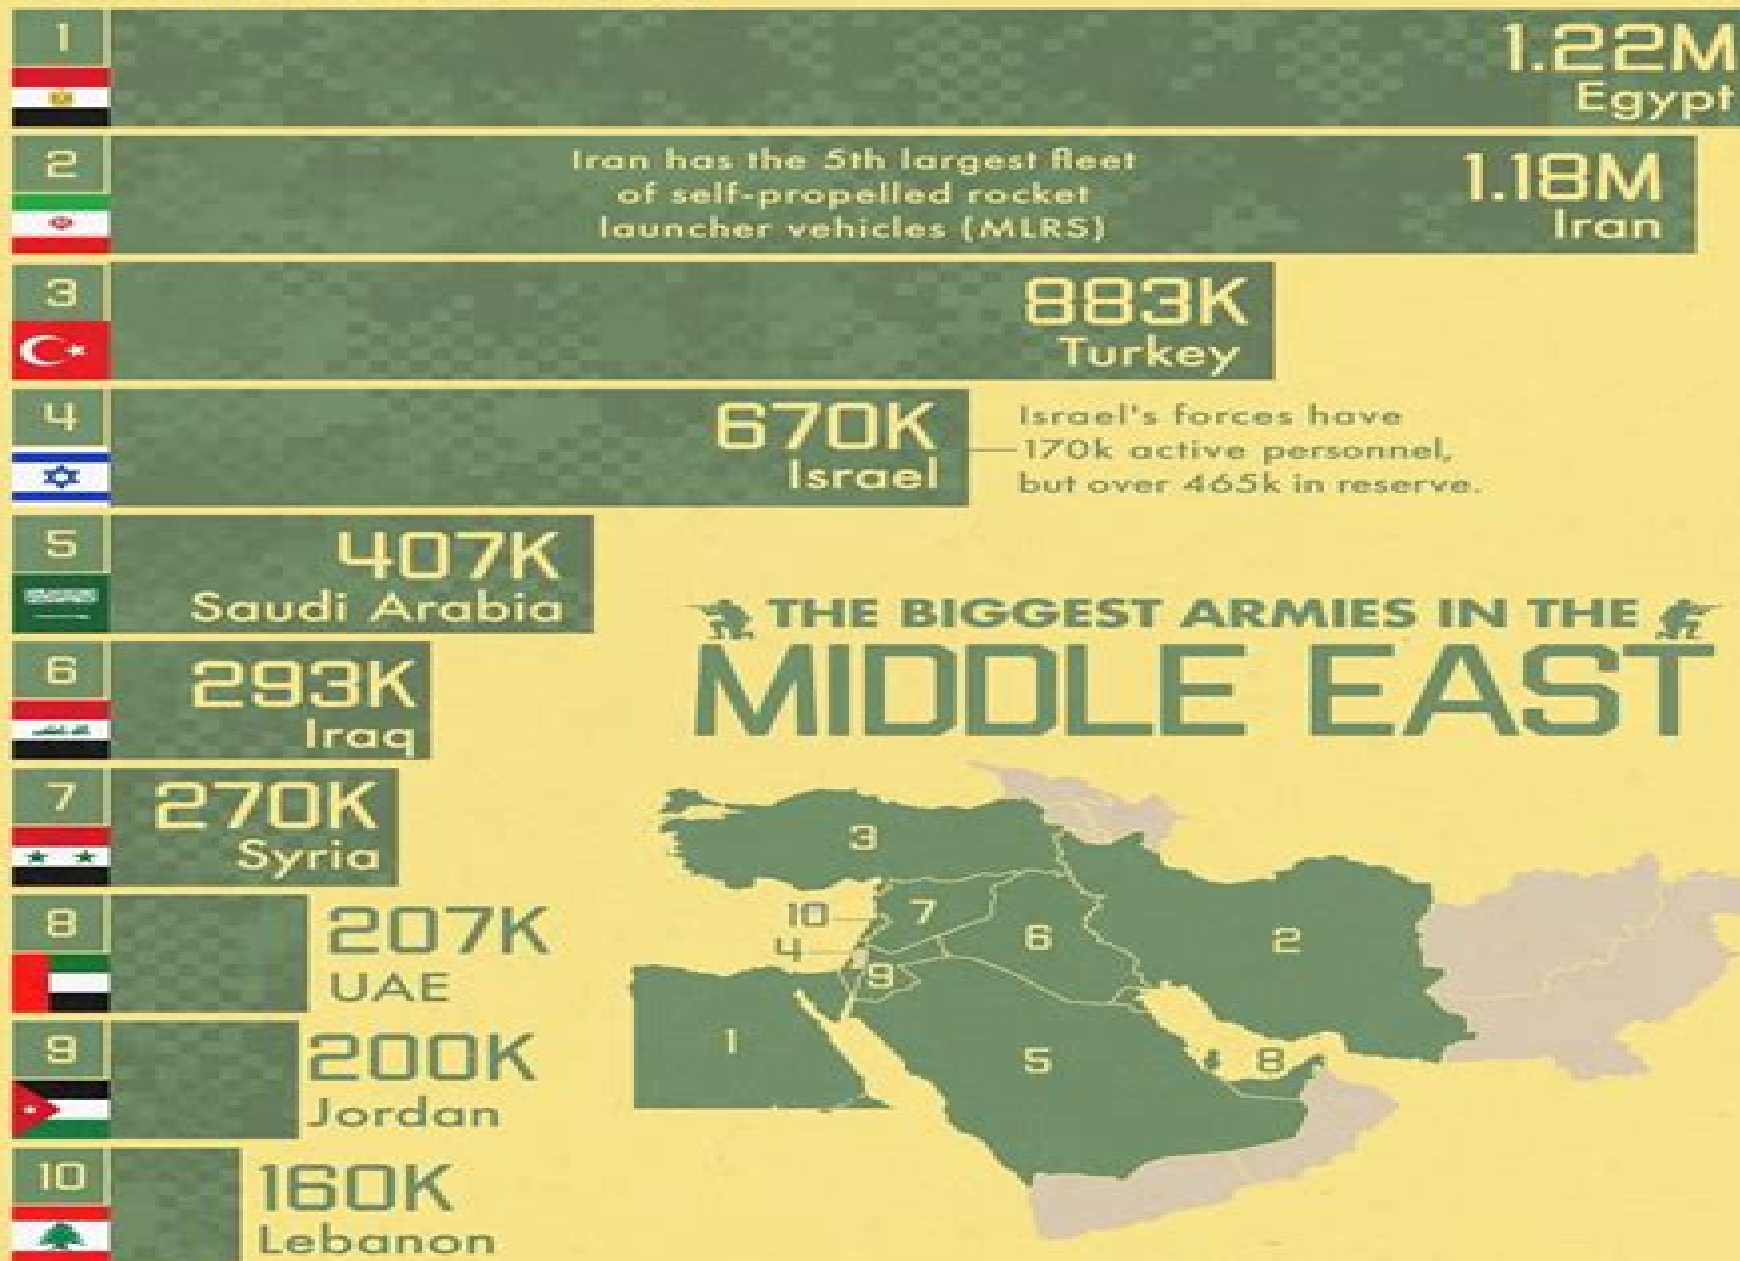 1
1.22M
Egypt
2
Iran has the 5th largest fleet
of self-propelled rocket
launcher vehicles (MLRS)
1.18M
Iran
3
883K
Turkey
4
670K
Israel
Israel's forces have
170k active personnel,
but over 465k in reserve.
5
407K
Saudi Arabia
THE BIGGEST ARMIES IN THE
MIDDLE EAST
6
293K
Iraq
7
270K
Syria
8
207K
UAE
9
200K
Jordan
10
160K
Lebanon
3
10
7
4
6
2
9
1
5
8